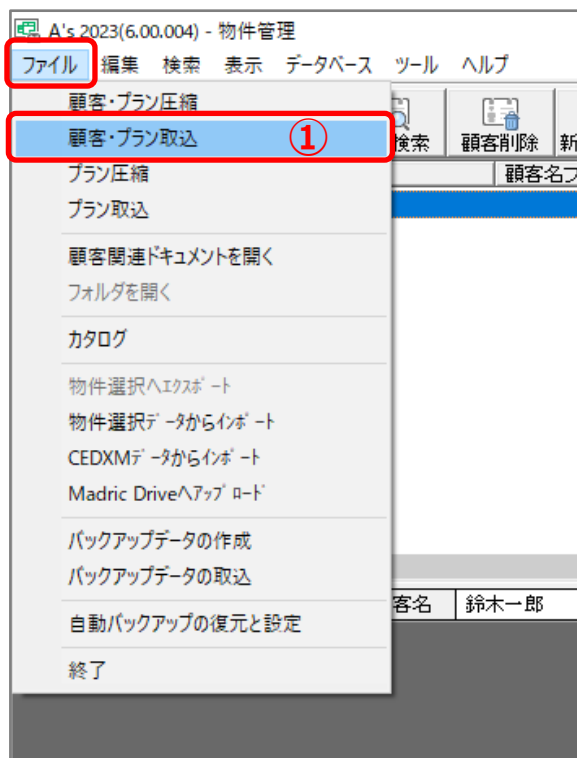 A's 2023(6.00.004) - 物件管理
ファイル 編集 検索 表示 データベース ツール ヘルプ
顧客・プラン圧縮
顧客・プラン取込 ①
検索 顧客削除 新
プラン圧縮
顧客名フ
プラン取込
顧客関連ドキュメントを開く
フォルダを開く
カタログ
物件選択へｴｸｽﾎﾟｰﾄ
物件選択ﾃﾞｰﾀからｲﾝﾎﾟｰﾄ
CEDXMﾃﾞｰﾀからｲﾝﾎﾟｰﾄ
Madric Driveへｱｯﾌﾟﾛｰﾄﾞ
バックアップデータの作成
バックアップデータの取込
客名 鈴木一郎
自動バックアップの復元と設定
終了